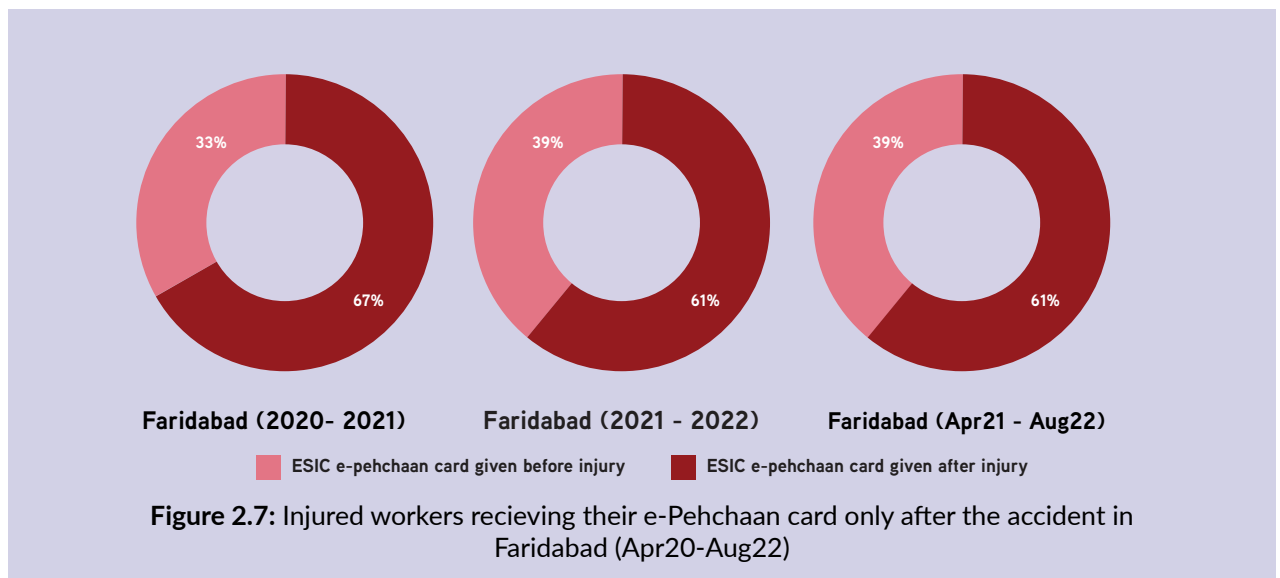 33%
67%
39%
61%
39%
61%
Faridabad (2020- 2021)
Faridabad (2021 - 2022)
Faridabad (Apr21 - Aug22)
ESIC e-pehchaan card given before injury
ESIC e-pehchaan card given after injury
Figure 2.7: Injured workers recieving their e-Pehchaan card only after the accident in
Faridabad (Apr20-Aug22)